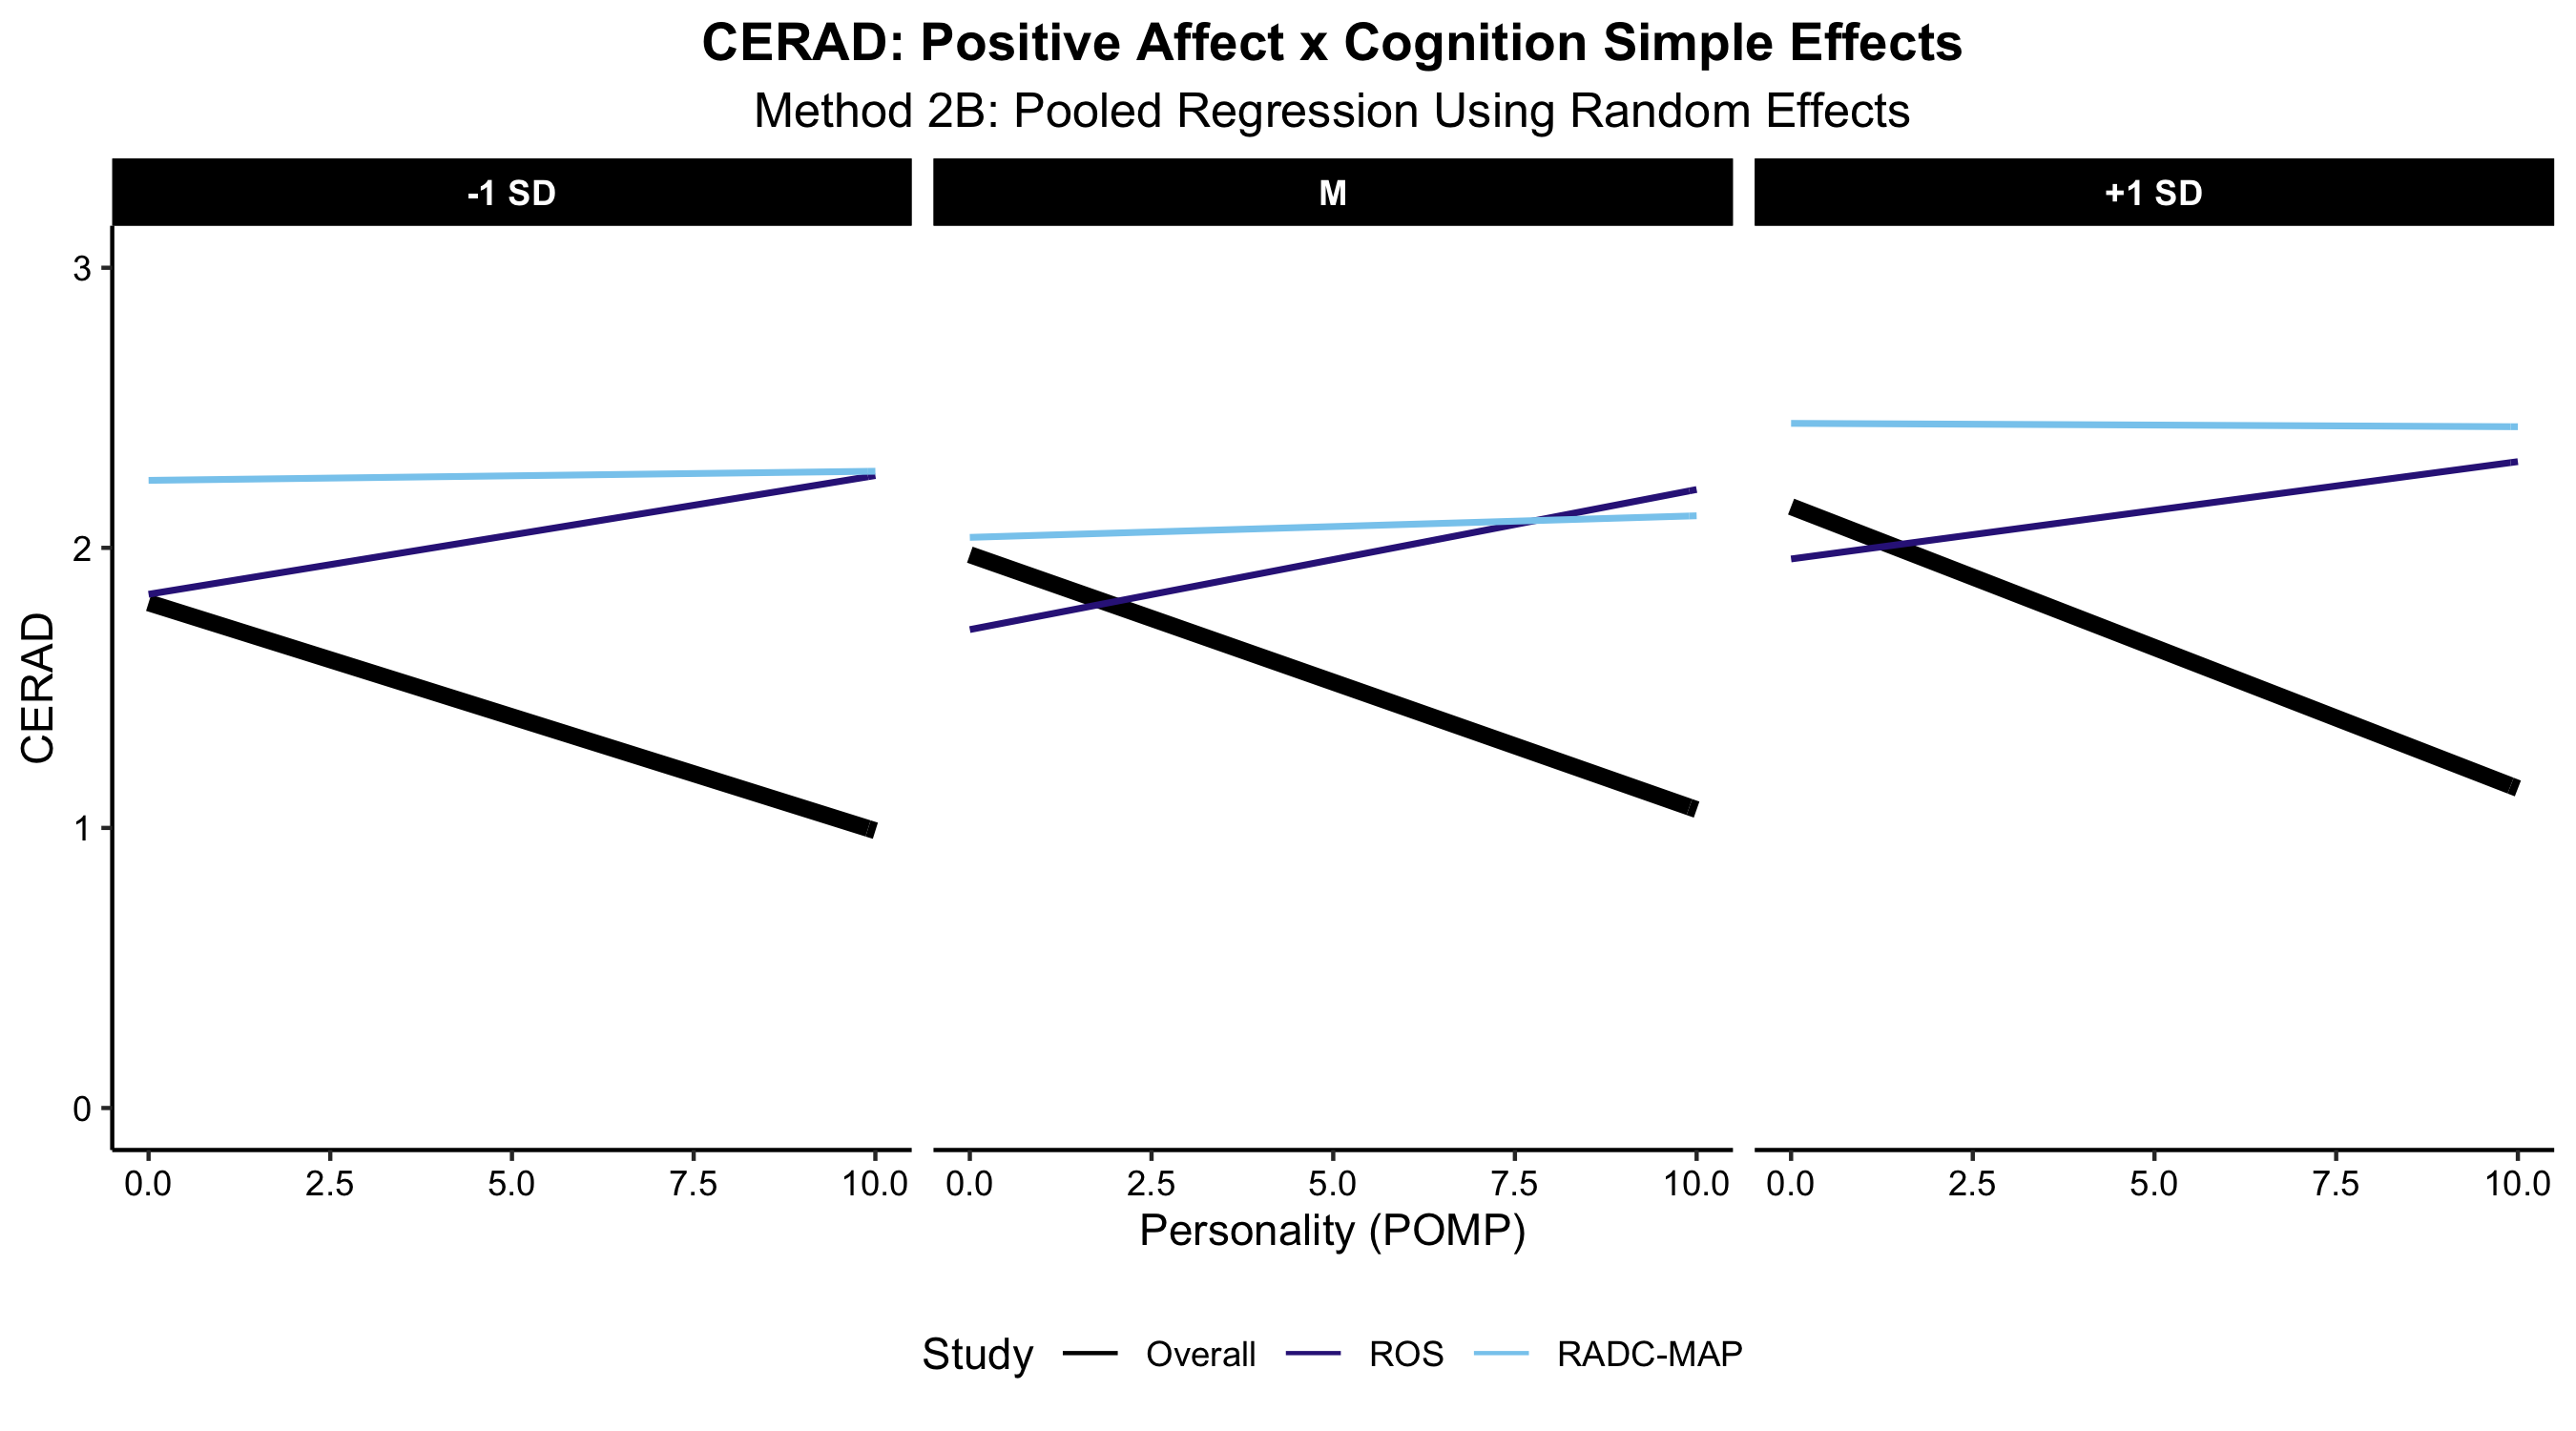 CERAD: Positive Affect x Cognition Simple Effects
Method 2B: Pooled Regression Using Random Effects
-1 SD
M
+1 SD
CERAD
3
2
1
0
0.0 2.5 5.0 7.5 10.0
0.0 2.5 5.0 7.5 10.0
0.0 2.5 5.0 7.5 10.0
Personality (POMP)
Study Overall ROS RADC-MAP